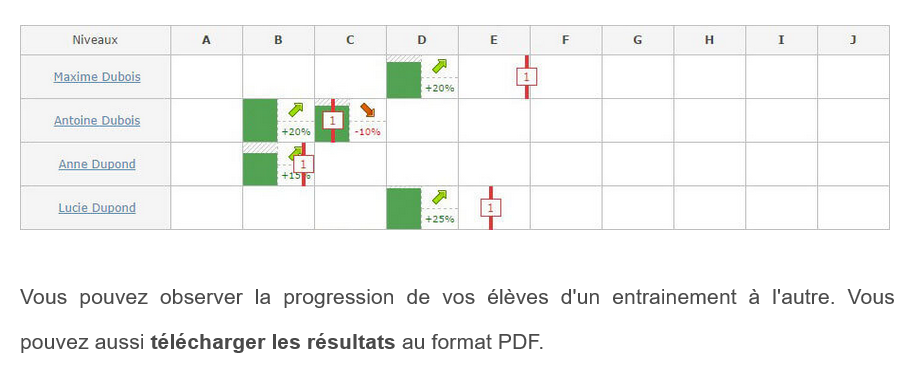 Niveaux A B C D E F G H I J
Maxime Dubois +20% 1
Antoine Dubois +20% 1 -10%
Anne Dupond +15% 1
Lucie Dupond +25% 1
Vous pouvez observer la progression de vos élèves d'un entrainement à l'autre. Vous
pouvez aussi télécharger les résultats au format PDF.